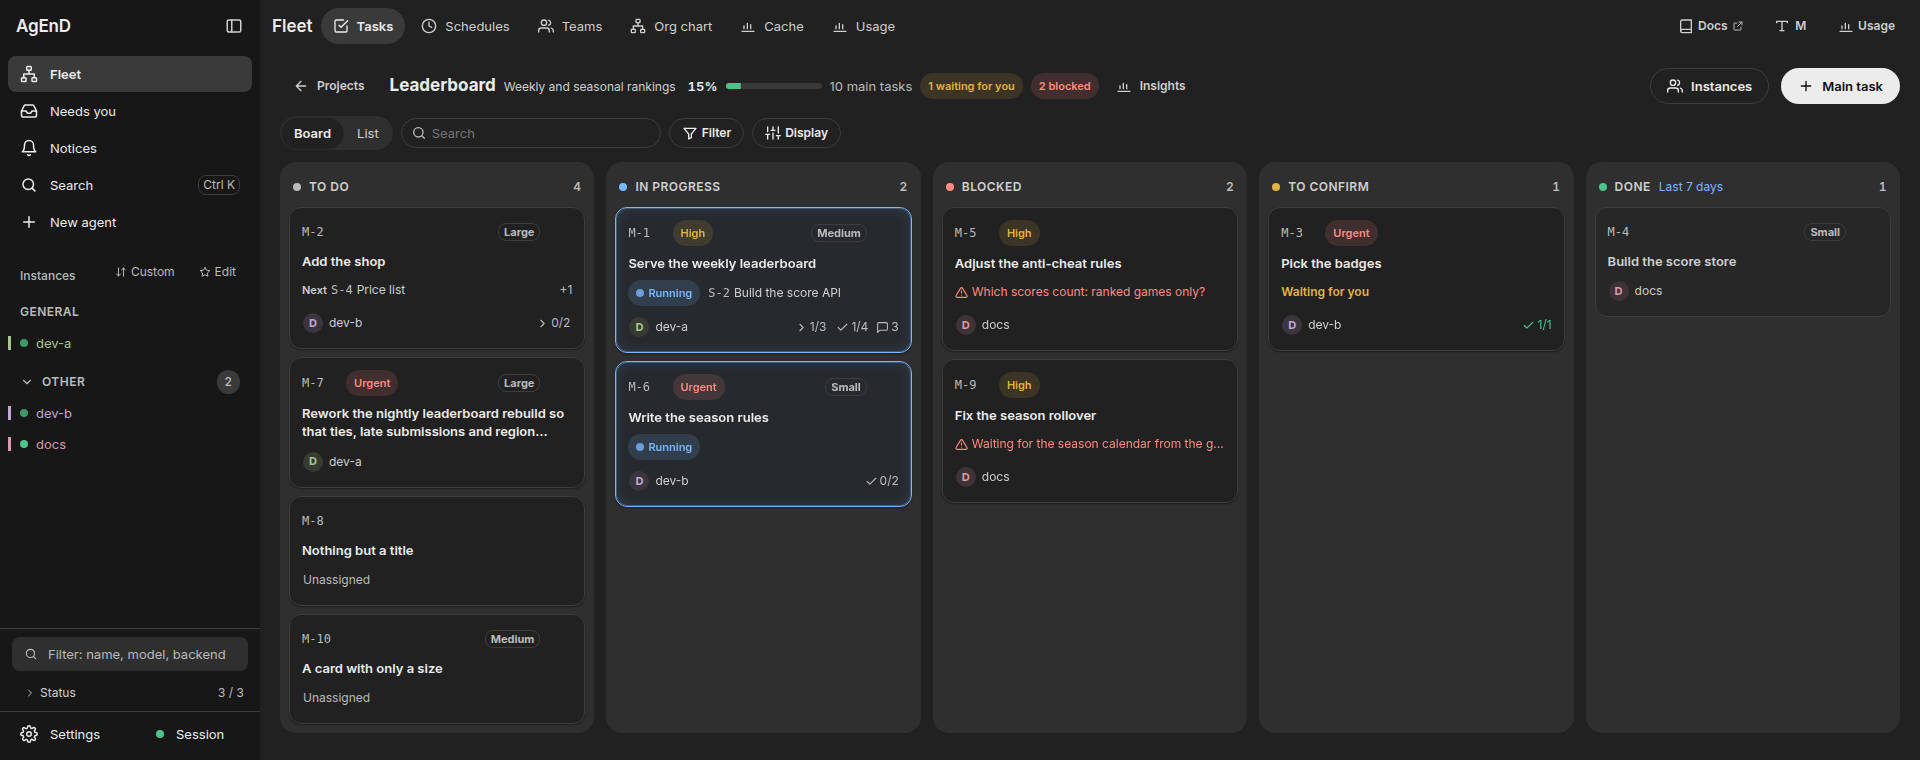 AgEnD
Fleet
Needs you
Notices
Search Ctrl K
New agent
Instances Custom Edit
GENERAL
dev-a
OTHER 2
dev-b
docs
Filter: name, model, backend
Status 3 / 3
Settings Session
Fleet Tasks Schedules Teams Org chart Cache Usage Docs M Usage
Projects Leaderboard Weekly and seasonal rankings 15% 10 main tasks 1 waiting for you 2 blocked Insights Instances Main task
Board List Search Filter Display
TO DO 4
M-2 Large
Add the shop
Next S-4 Price list +1
D dev-b 0/2
M-7 Urgent Large
Rework the nightly leaderboard rebuild so
that ties, late submissions and region...
D dev-a
M-8
Nothing but a title
Unassigned
M-10 Medium
A card with only a size
Unassigned
IN PROGRESS 2
M-1 High Medium
Serve the weekly leaderboard
Running S-2 Build the score API
D dev-a 1/3 1/4 3
M-6 Urgent Small
Write the season rules
Running
D dev-b 0/2
BLOCKED 2
M-5 High
Adjust the anti-cheat rules
Which scores count: ranked games only?
D docs
M-9 High
Fix the season rollover
Waiting for the season calendar from the g...
D docs
TO CONFIRM 1
M-3 Urgent
Pick the badges
Waiting for you
D dev-b 1/1
DONE Last 7 days 1
M-4 Small
Build the score store
D docs